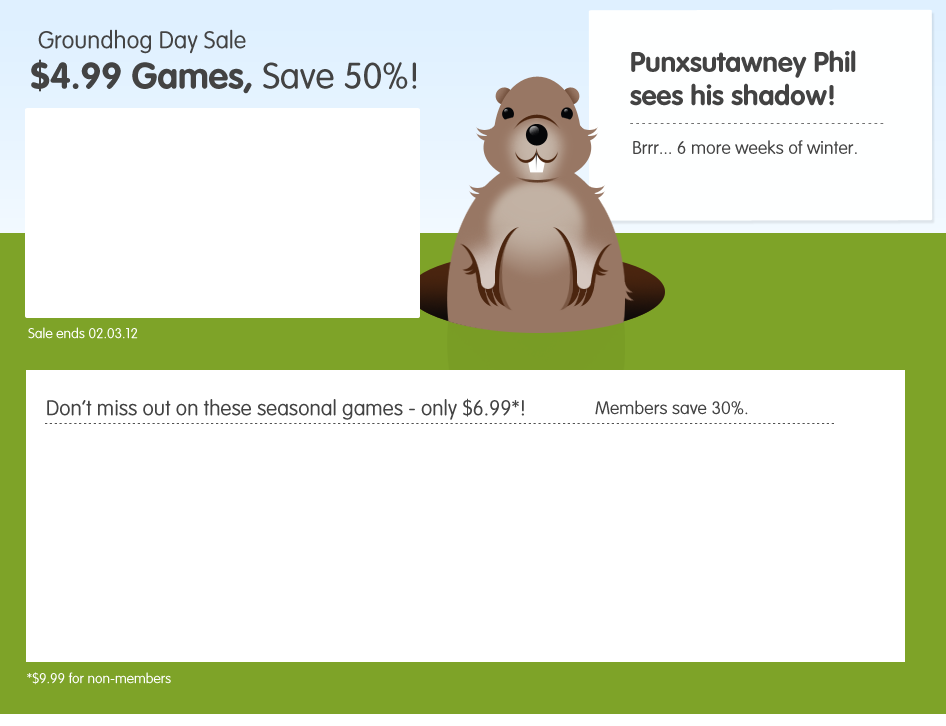 Groundhog Day Sale
$4.99 Games, Save 50%!
Punxsutawney Phil
sees his shadow!
Brrr... 6 more weeks of winter.
Sale ends 02.03.12
Don't miss out on these seasonal games - only $6.99*!
Members save 30%.
*$9.99 for non-members